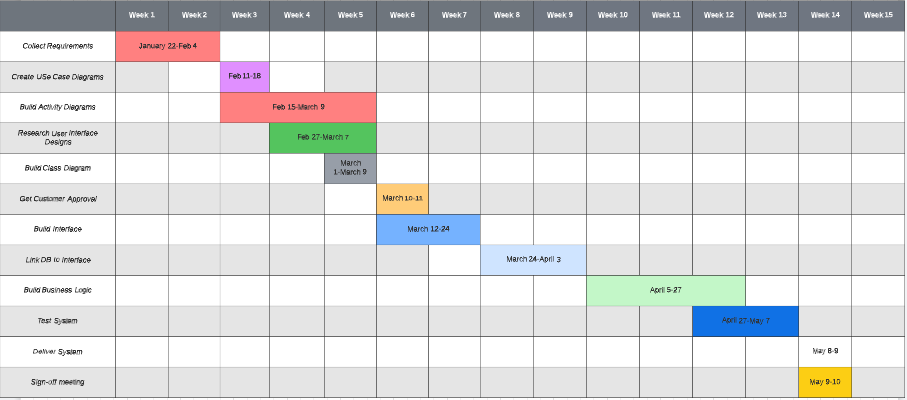 Week 1 Week 2 Week 3 Week 4 Week 5 Week 6 Week 7 Week 8 Week 9 Week 10 Week 11 Week 12 Week 13 Week 14 Week 15
Collect Requirements January 22-Feb 4
Create USe Case Diagrams Feb 11-18
Build Activity Diagrams Feb 15-March 9
Research User Interface
Designs
Feb 27-March 7
Build Class Diagram
March
1-March 9
Get Customer Approval March 10-11
Build Interface March 12-24
Link DB to Interface March 24-April 3
Build Business Logic April 5-27
Test System April 27-May 7
Deliver System May 8-9
Sign-off meeting May 9-10